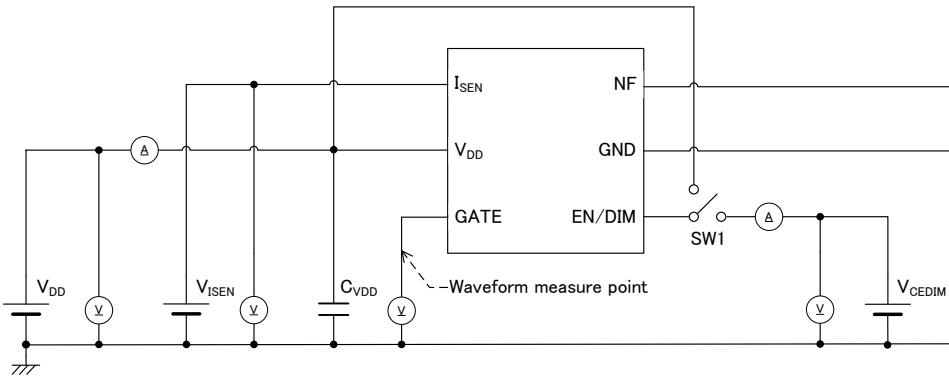 I_SEN
NF
V_DD
GND
GATE
EN/DIM
A
A
SW1
V_DD
V_ISEN
C_VDD
Waveform measure point
V_CEDIM
V
V
V
V